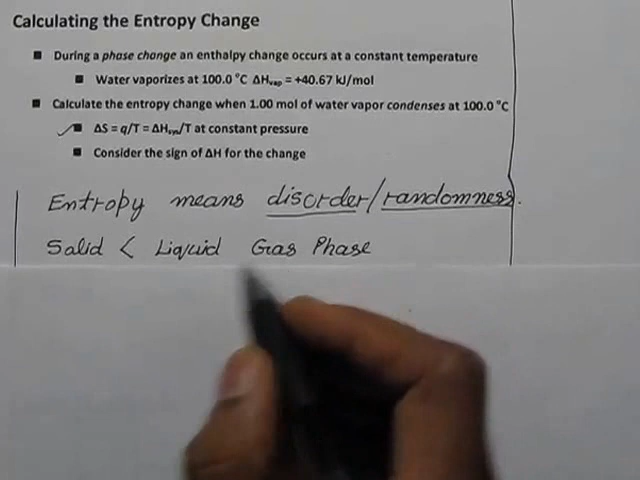 Calculating the Entropy Change
During a phase change an enthalpy change occurs at a constant temperature
Water vaporizes at 100.0 °C ΔHvap = +40.67 kJ/mol
Calculate the entropy change when 1.00 mol of water vapor condenses at 100.0 °C
ΔS = q/T = ΔHsys/T at constant pressure
Consider the sign of ΔH for the change
Entropy means disorder/randomness.
Solid < Liquid Gas Phase